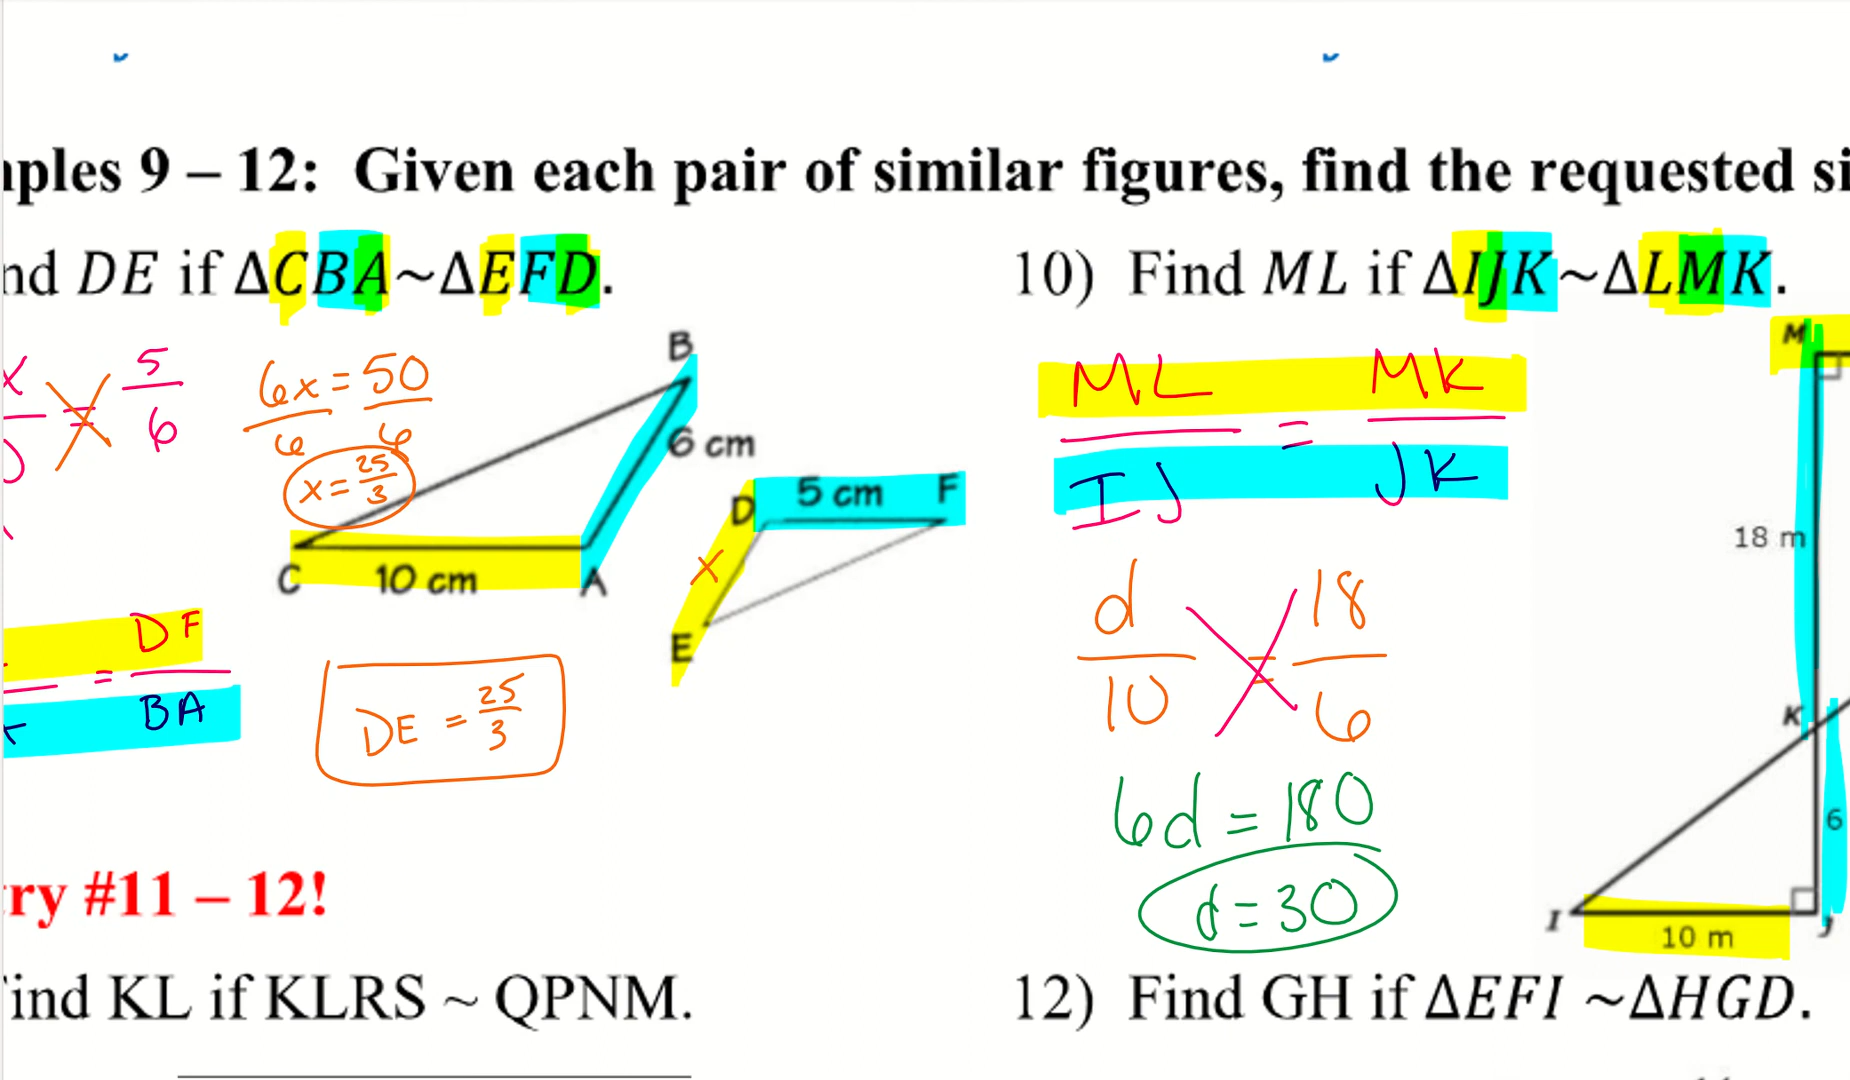 ples 9 – 12: Given each pair of similar figures, find the requested si
nd DE if ΔCBA~ΔEFD.
x = 5
6
6x = 50
6 6
x = 25
3
B
6 cm
C 10 cm A
D 5 cm F
x
E
DF
= BA
DE = 25
3
10) Find ML if ΔIJK~ΔLMK.
ML = MK
IJ JK
d = 18
10 6
6d = 180
d = 30
M
18 m
K
6
I 10 m J
ry #11 – 12!
ind KL if KLRS ~ QPNM.
12) Find GH if ΔEFI ~ΔHGD.